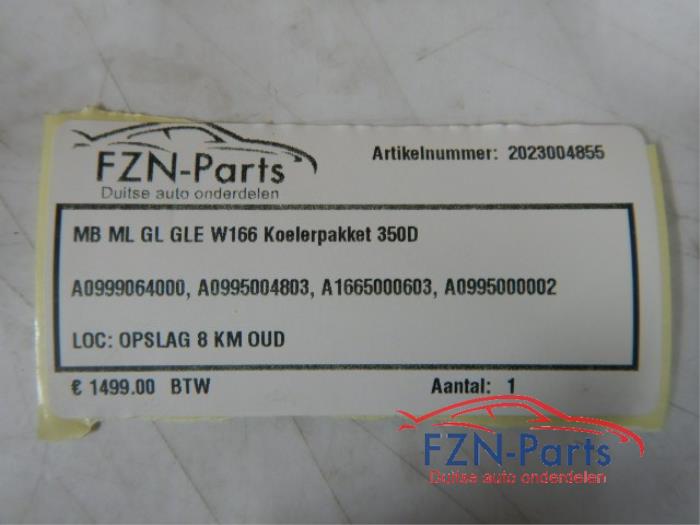 FZN-Parts
Duitse auto onderdelen
Artikelnummer: 2023004855
MB ML GL GLE W166 Koelerpakket 350D
A0999064000, A0995004803, A1665000603, A0995000002
LOC: OPSLAG 8 KM OUD
€ 1499.00 BTW
Aantal: 1
FZN-Parts
Duitse auto onderdelen